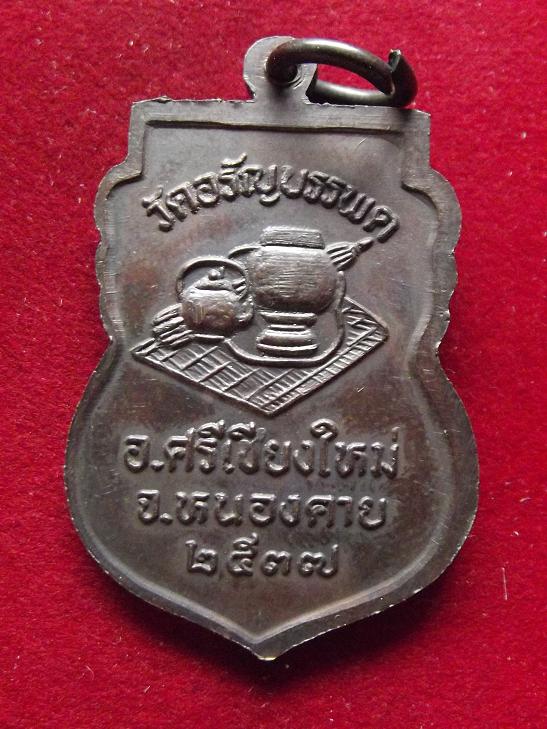 วัดอรัญบรรพต
อ.ศรีเชียงใหม่
จ.หนองคาย
๒๕๓๗